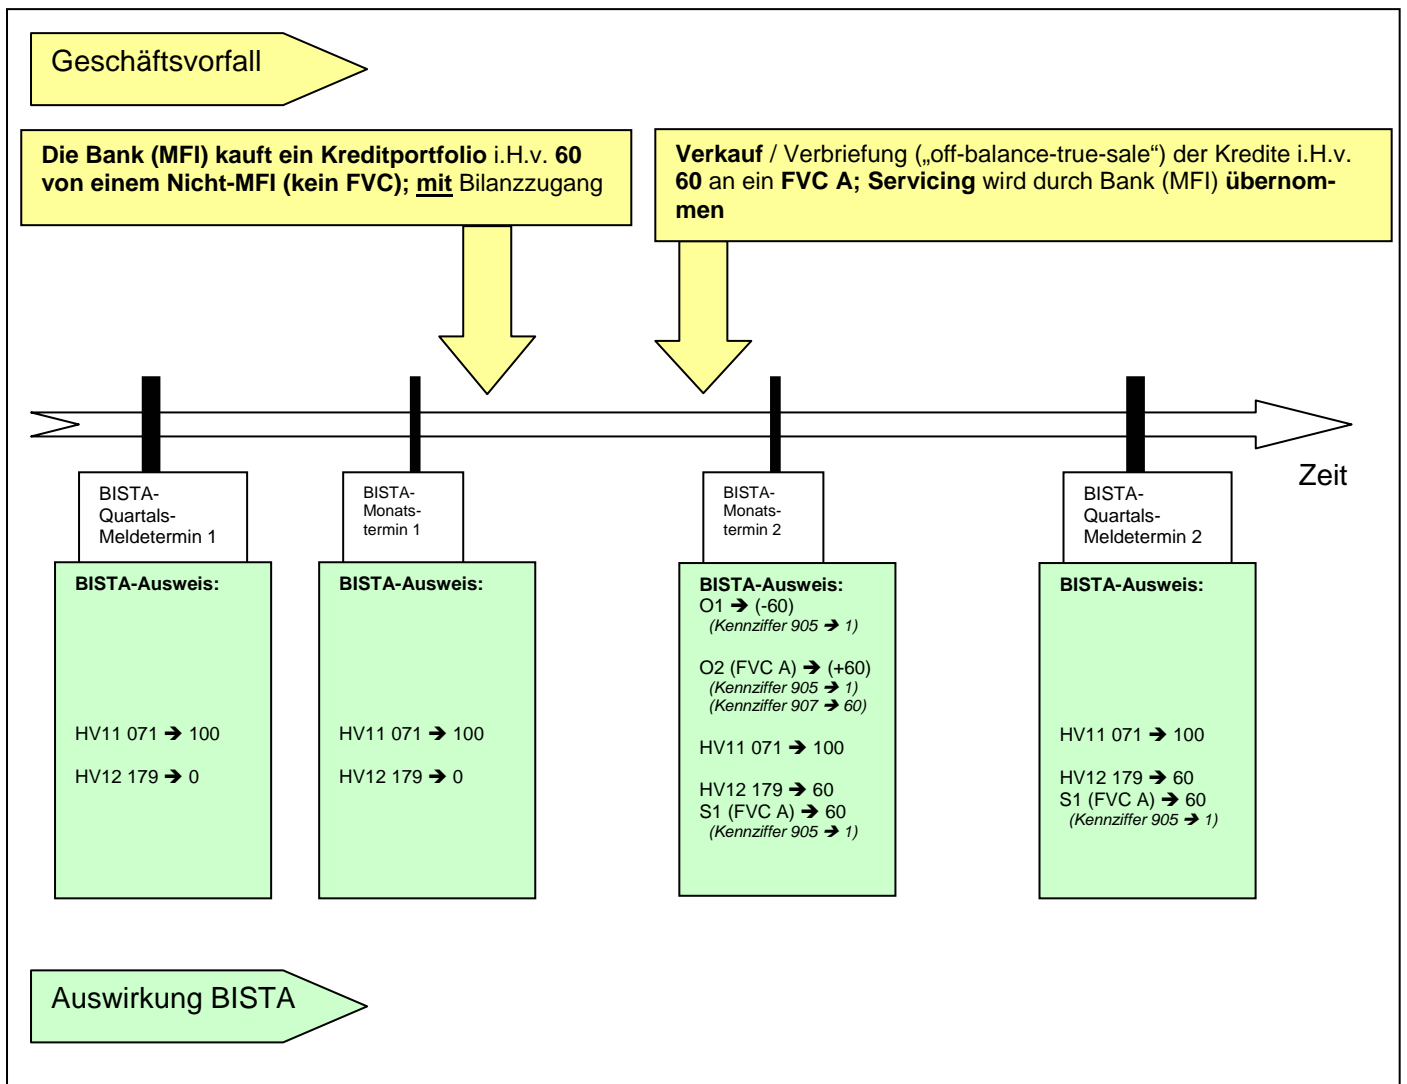 Geschäftsvorfall
Die Bank (MFI) kauft ein Kreditportfolio i.H.v. 60
von einem Nicht-MFI (kein FVC); mit Bilanzzugang
Verkauf / Verbriefung („off-balance-true-sale“) der Kredite i.H.v.
60 an ein FVC A; Servicing wird durch Bank (MFI) übernom-
men
Zeit
BISTA-
Quartals-
Meldetermin 1
BISTA-Ausweis:
HV11 071 ➔ 100
HV12 179 ➔ 0
BISTA-
Monats-
termin 1
BISTA-Ausweis:
HV11 071 ➔ 100
HV12 179 ➔ 0
BISTA-
Monats-
termin 2
BISTA-Ausweis:
O1 ➔ (-60)
(Kennziffer 905 ➔ 1)
O2 (FVC A) ➔ (+60)
(Kennziffer 905 ➔ 1)
(Kennziffer 907 ➔ 60)
HV11 071 ➔ 100
HV12 179 ➔ 60
S1 (FVC A) ➔ 60
(Kennziffer 905 ➔ 1)
BISTA-
Quartals-
Meldetermin 2
BISTA-Ausweis:
HV11 071 ➔ 100
HV12 179 ➔ 60
S1 (FVC A) ➔ 60
(Kennziffer 905 ➔ 1)
Auswirkung BISTA